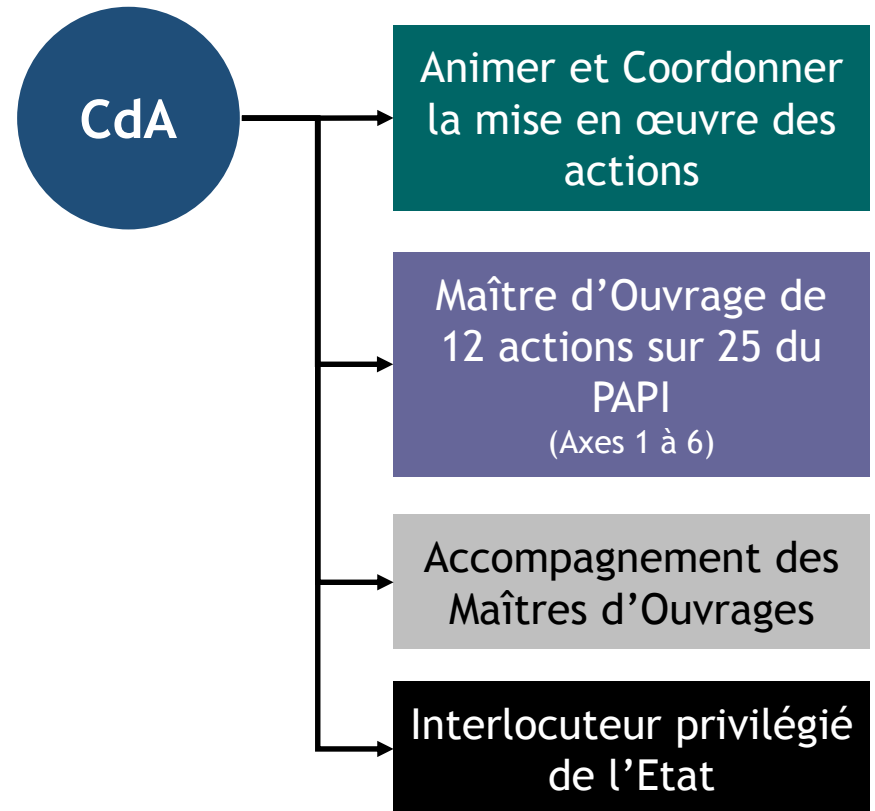 CdA
Animer et Coordonner
la mise en œuvre des
actions
Maître d’Ouvrage de
12 actions sur 25 du
PAPI
(Axes 1 à 6)
Accompagnement des
Maîtres d’Ouvrages
Interlocuteur privilégié
de l’Etat